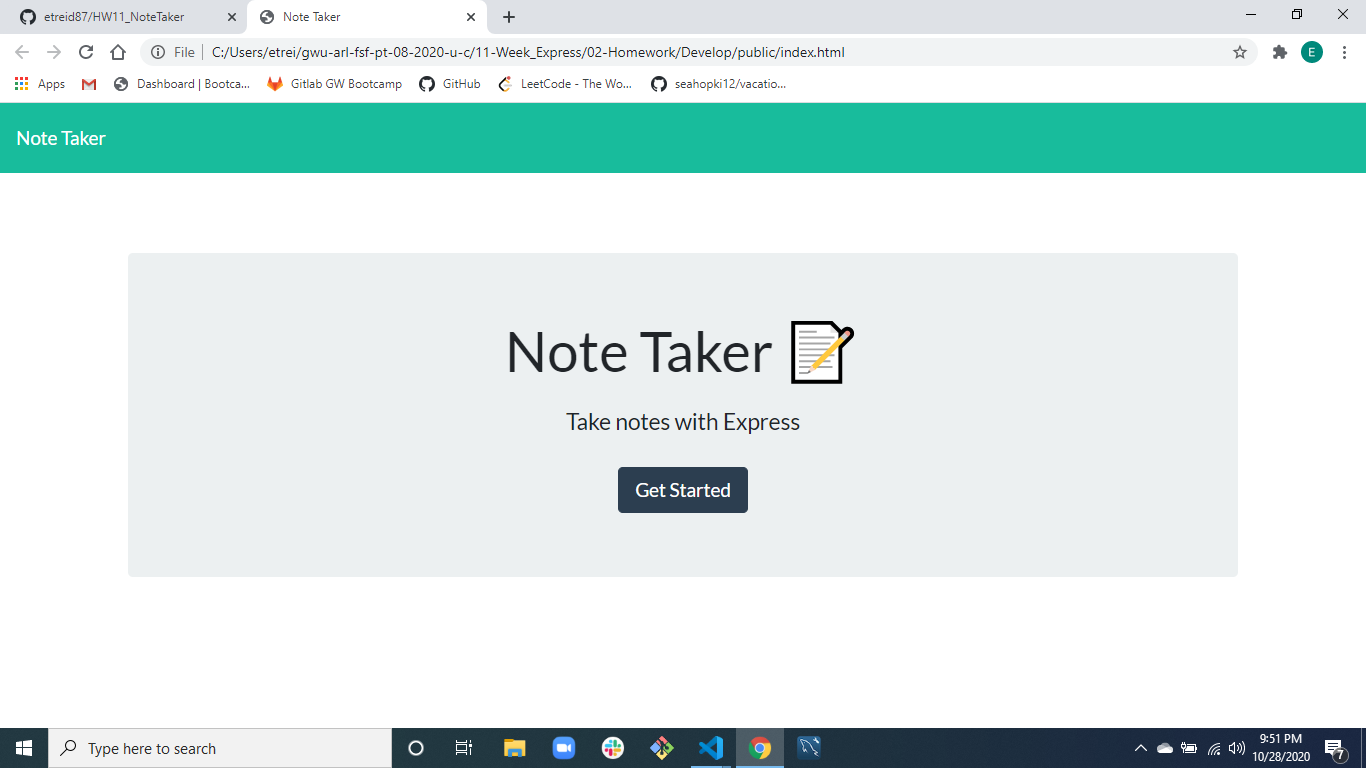 etreid87/HW11_NoteTaker
Note Taker
File
C:/Users/etrei/gwu-arl-fsf-pt-08-2020-u-c/11-Week_Express/02-Homework/Develop/public/index.html
E
Apps
Dashboard | Bootca...
Gitlab GW Bootcamp
GitHub
LeetCode - The Wo...
seahopki12/vacatio...
Note Taker
Note Taker
Take notes with Express
Get Started
Type here to search
9:51 PM
10/28/2020
7